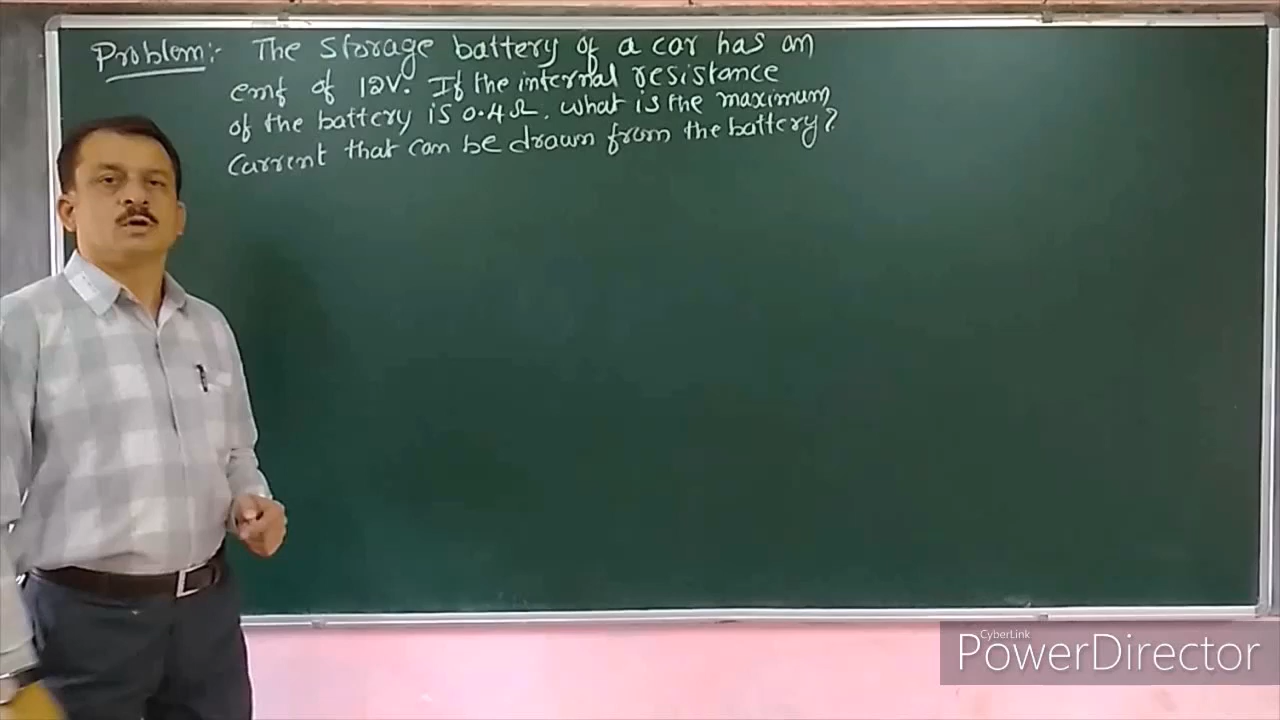 Problem:- The storage battery of a car has an
emf of 12V. If the internal resistance
of the battery is 0.4Ω. What is the maximum
current that can be drawn from the battery?
CyberLink
PowerDirector